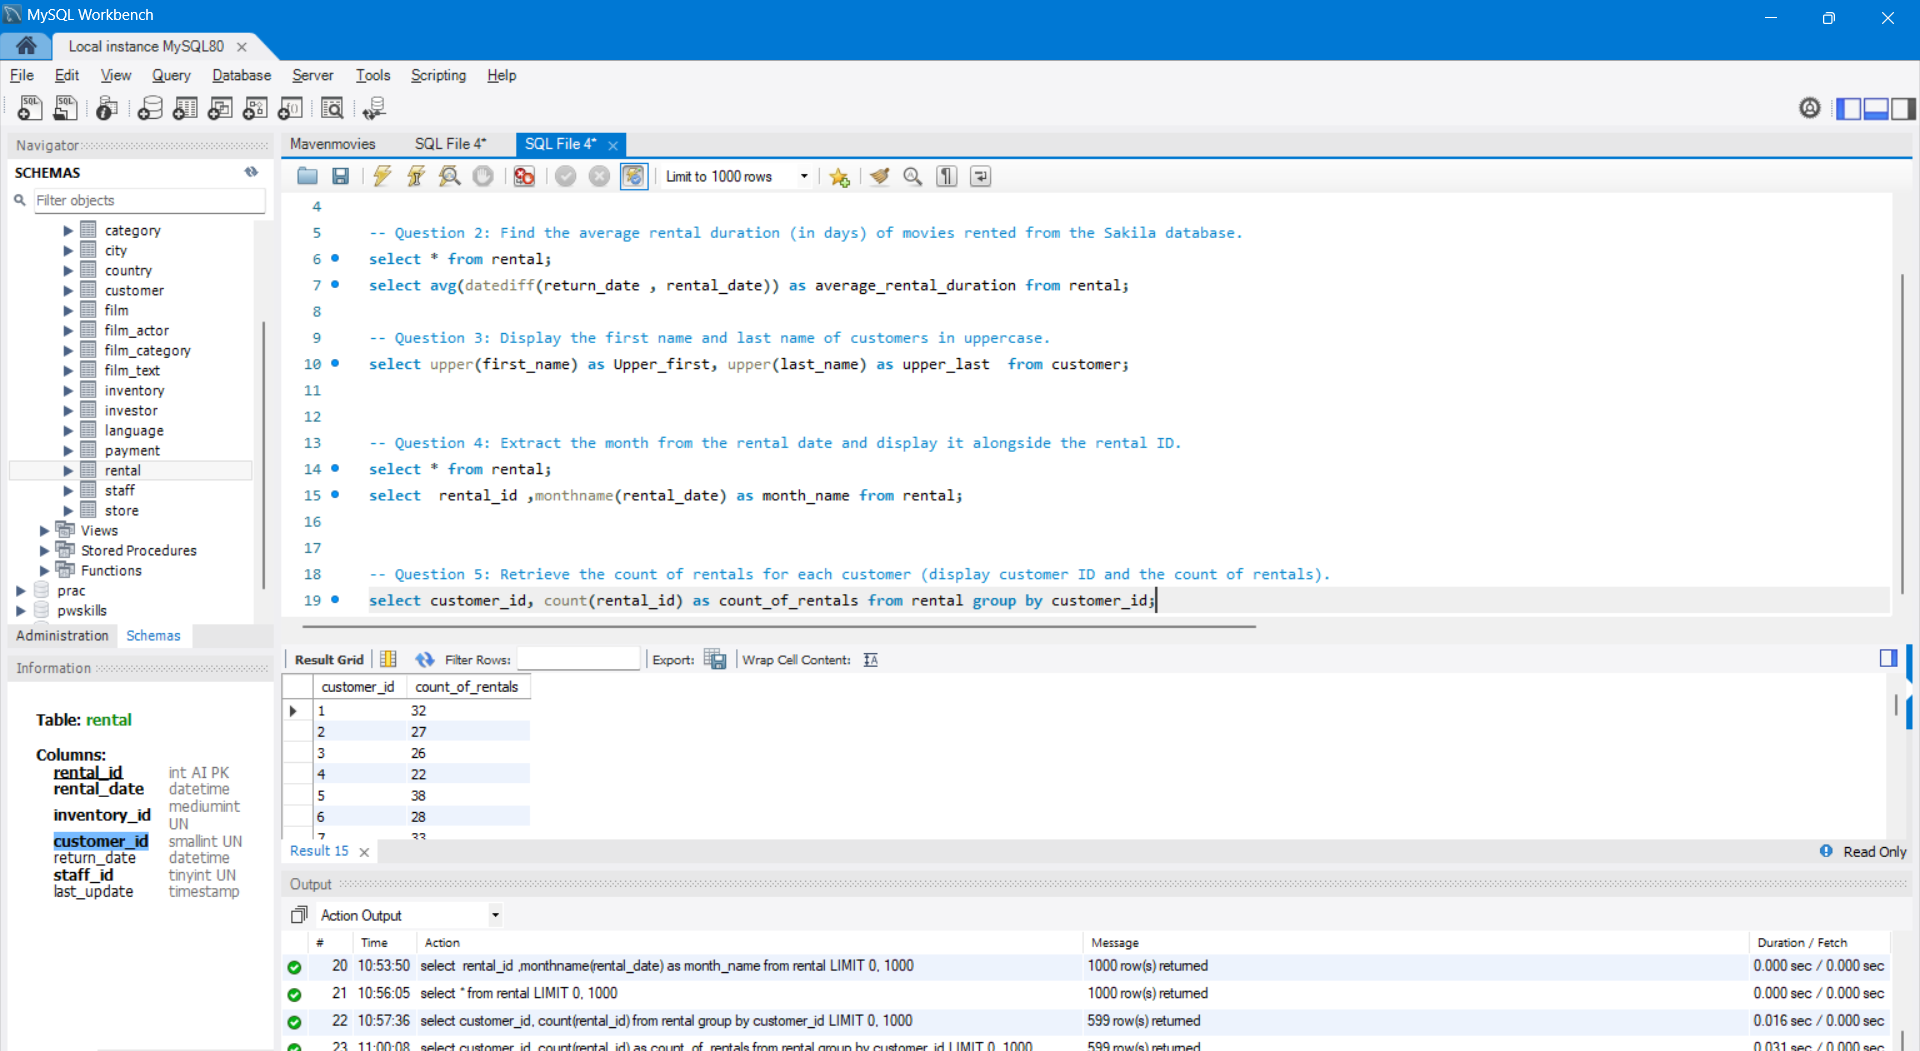 MySQL Workbench
Local instance MySQL80
File Edit View Query Database Server Tools Scripting Help
Navigator
SCHEMAS
Filter objects
category
city
country
customer
film
film_actor
film_category
film_text
inventory
investor
language
payment
rental
staff
store
Views
Stored Procedures
Functions
prac
pwskills
Administration Schemas
Information
Table: rental
Columns:
rental_id int AI PK
rental_date datetime
inventory_id mediumint UN
customer_id smallint UN
return_date datetime
staff_id tinyint UN
last_update timestamp
Mavenmovies SQL File 4* SQL File 4*
Limit to 1000 rows
4
5 -- Question 2: Find the average rental duration (in days) of movies rented from the Sakila database.
6 select * from rental;
7 select avg(datediff(return_date , rental_date)) as average_rental_duration from rental;
8
9 -- Question 3: Display the first name and last name of customers in uppercase.
10 select upper(first_name) as Upper_first, upper(last_name) as upper_last from customer;
11
12
13 -- Question 4: Extract the month from the rental date and display it alongside the rental ID.
14 select * from rental;
15 select rental_id ,monthname(rental_date) as month_name from rental;
16
17
18 -- Question 5: Retrieve the count of rentals for each customer (display customer ID and the count of rentals).
19 select customer_id, count(rental_id) as count_of_rentals from rental group by customer_id;
Result Grid Filter Rows: Export: Wrap Cell Content:
customer_id count_of_rentals
1 32
2 27
3 26
4 22
5 38
6 28
7 33
Result 15 Read Only
Output
Action Output
# Time Action Message Duration / Fetch
20 10:53:50 select rental_id ,monthname(rental_date) as month_name from rental LIMIT 0, 1000 1000 row(s) returned 0.000 sec / 0.000 sec
21 10:56:05 select * from rental LIMIT 0, 1000 1000 row(s) returned 0.000 sec / 0.000 sec
22 10:57:36 select customer_id, count(rental_id) from rental group by customer_id LIMIT 0, 1000 599 row(s) returned 0.016 sec / 0.000 sec
23 11:00:08 select customer_id, count(rental_id) as count_of_rentals from rental group by customer_id LIMIT 0, 1000 599 row(s) returned 0.031 sec / 0.000 sec